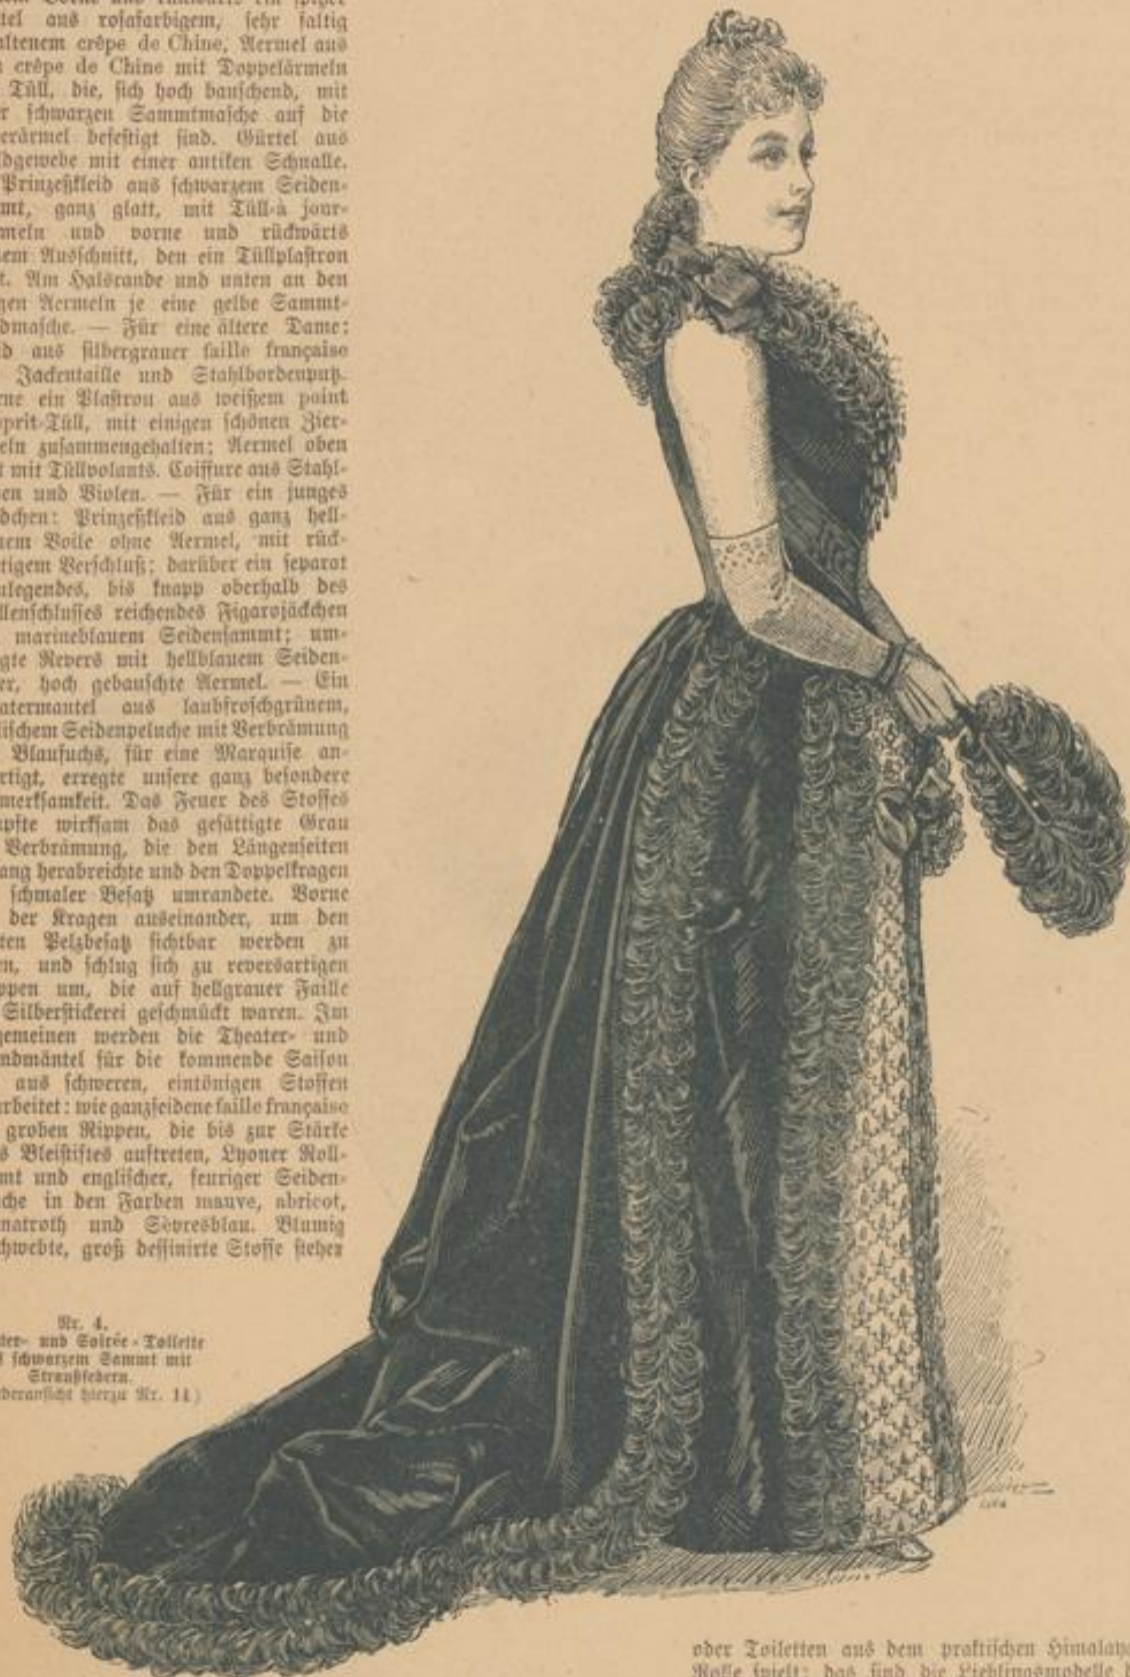 tel aus rosafarbigem, sehr faltig
altenem crêpe de Chine, Aermel aus
crêpe de Chine mit Doppelärmeln
Tüll, die, sich hoch bauschend, mit
r schwarzen Sammtmasche auf die
erärmel befestigt sind. Gürtel aus
ldgewebe mit einer antiken Schnalle.
Prinzeßkleid aus schwarzem Seiden-
mt, ganz glatt, mit Tüll-à jour-
meln und vorne und rückwärts
em Ausschnitt, den ein Tüllplastron
t. Am Halsrande und unten an den
gen Aermeln je eine gelbe Sammt-
dmasche. — Für eine ältere Dame:
id aus silbergrauer faille française
Jackentaille und Stahlbordenputz.
rne ein Plastron aus weißem point
sprit-Tüll, mit einigen schönen Zier-
eln zusammengehalten; Aermel oben
t mit Tüllvolants. Coiffure aus Stahl-
en und Violen. — Für ein junges
dchen: Prinzeßkleid aus ganz hell-
nem Voile ohne Aermel, mit rück-
tigem Verschluß; darüber ein separat
ulegendes, bis knapp oberhalb des
llenschlusses reichendes Figarojäckchen
marineblauem Seidensammt; um-
gte Revers mit hellblauem Seiden-
er, hoch gebauschte Aermel. — Ein
atermantel aus laubfroschgrünem,
lischem Seidenpeluche mit Verbrämung
Blaufuchs, für eine Marquise an-
rtigt, erregte unsere ganz besondere
merksamkeit. Das Feuer des Stoffes
pfte wirksam das gesättigte Grau
Verbrämung, die den Längenseiten
ang herabreichte und den Doppelkragen
schmaler Besatz umrandete. Vorne
der Kragen auseinander, um den
ten Pelzbesatz sichtbar werden zu
en, und schlug sich zu reversartigen
ppen um, die auf hellgrauer Faille
Silberstickerei geschmückt waren. Im
gemeinen werden die Theater- und
ndmäntel für die kommende Saison
aus schweren, eintönigen Stoffen
rbeitet: wie ganzseidene faille française
groben Rippen, die bis zur Stärke
s Bleistiftes auftreten, Lyoner Roll-
mt und englischer, feuriger Seiden-
che in den Farben mauve, abricot,
natroth und Sèvresblau. Blumig
chwebte, groß dessinirte Stoffe stehen
Nr. 4.
ter- und Soirée-Toilette
schwarzem Sammt mit
Straußfedern.
deransicht hierzu Nr. 14)
oder Toiletten aus dem praktischen Himalaya
Rolle spielt; das sind die Lieblingsmodelle